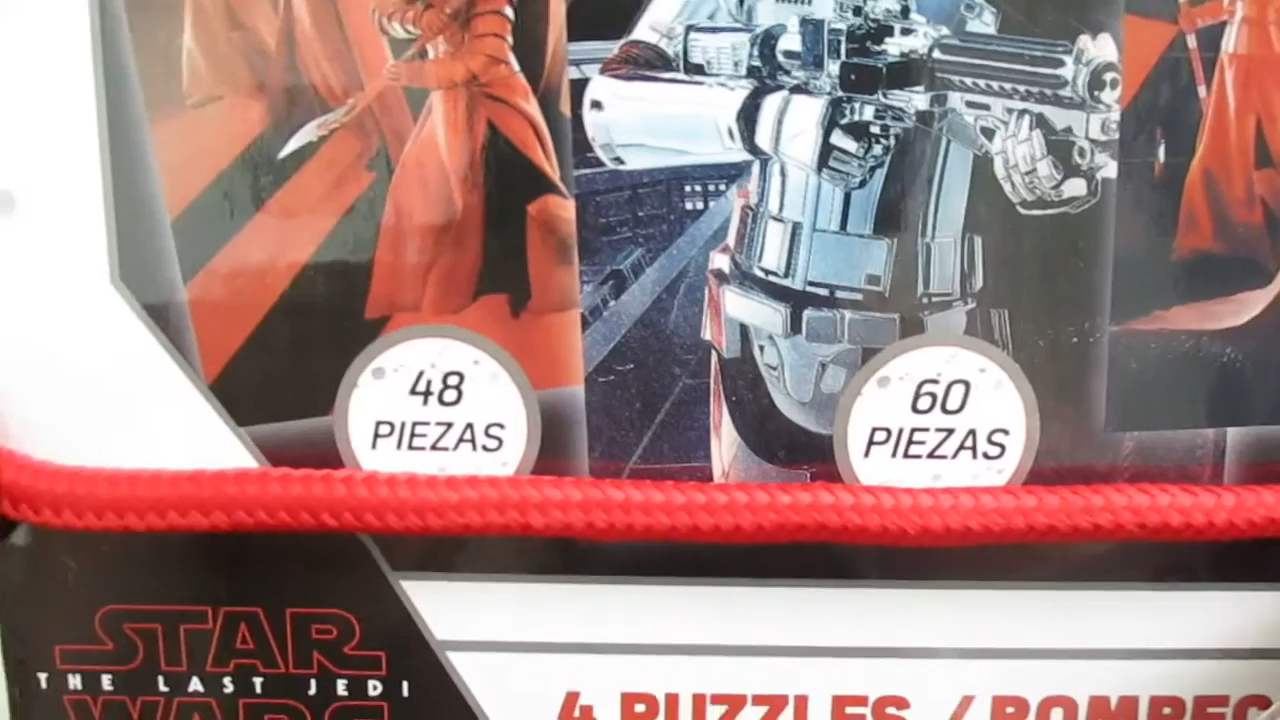 48
PIEZAS
60
PIEZAS
STAR
THE LAST JEDI
WARS
4 PUZZLES / ROMPEC